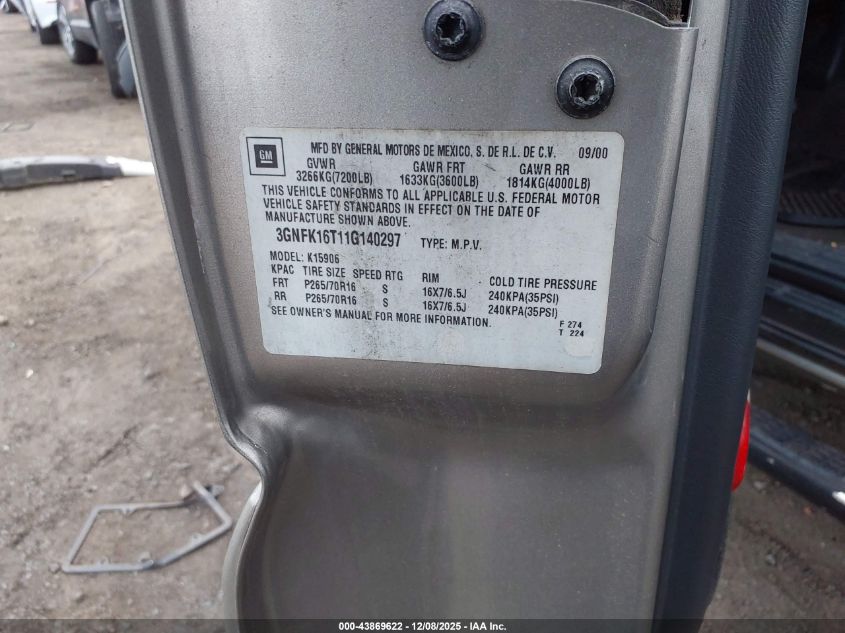 GM
MFD BY GENERAL MOTORS DE MEXICO, S. DE R.L. DE C.V. 09/00
GVWR GAWR FRT GAWR RR
3266KG(7200LB) 1633KG(3600LB) 1814KG(4000LB)
THIS VEHICLE CONFORMS TO ALL APPLICABLE U.S. FEDERAL MOTOR
VEHICLE SAFETY STANDARDS IN EFFECT ON THE DATE OF
MANUFACTURE SHOWN ABOVE.
3GNFK16T11G140297 TYPE: M.P.V.
MODEL: K15906
KPAC TIRE SIZE SPEED RTG RIM COLD TIRE PRESSURE
FRT P265/70R16 S 16X7/6.5J 240KPA(35PSI)
RR P265/70R16 S 16X7/6.5J 240KPA(35PSI)
SEE OWNER'S MANUAL FOR MORE INFORMATION.
F 274
T 224
000-43869622 | 12/08/2025 | IAA Inc.